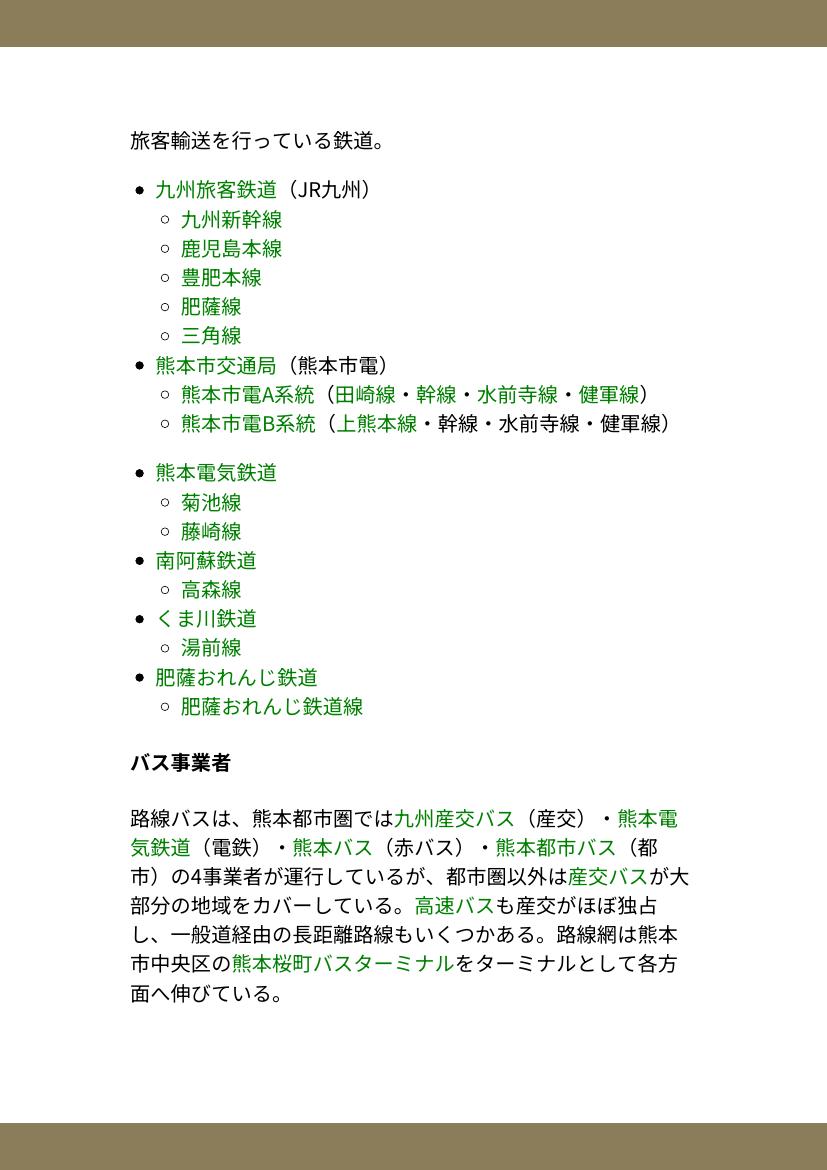 旅客輸送を行っている鉄道。
• 九州旅客鉄道（JR九州）
◦ 九州新幹線
◦ 鹿児島本線
◦ 豊肥本線
◦ 肥薩線
◦ 三角線
• 熊本市交通局（熊本市電）
◦ 熊本市電A系統（田崎線・幹線・水前寺線・健軍線）
◦ 熊本市電B系統（上熊本線・幹線・水前寺線・健軍線）
• 熊本電気鉄道
◦ 菊池線
◦ 藤崎線
• 南阿蘇鉄道
◦ 高森線
• くま川鉄道
◦ 湯前線
• 肥薩おれんじ鉄道
◦ 肥薩おれんじ鉄道線
バス事業者
路線バスは、熊本都市圏では九州産交バス（産交）・熊本電
気鉄道（電鉄）・熊本バス（赤バス）・熊本都市バス（都
市）の4事業者が運行しているが、都市圏以外は産交バスが大
部分の地域をカバーしている。高速バスも産交がほぼ独占
し、一般道経由の長距離路線もいくつかある。路線網は熊本
市中央区の熊本桜町バスターミナルをターミナルとして各方
面へ伸びている。